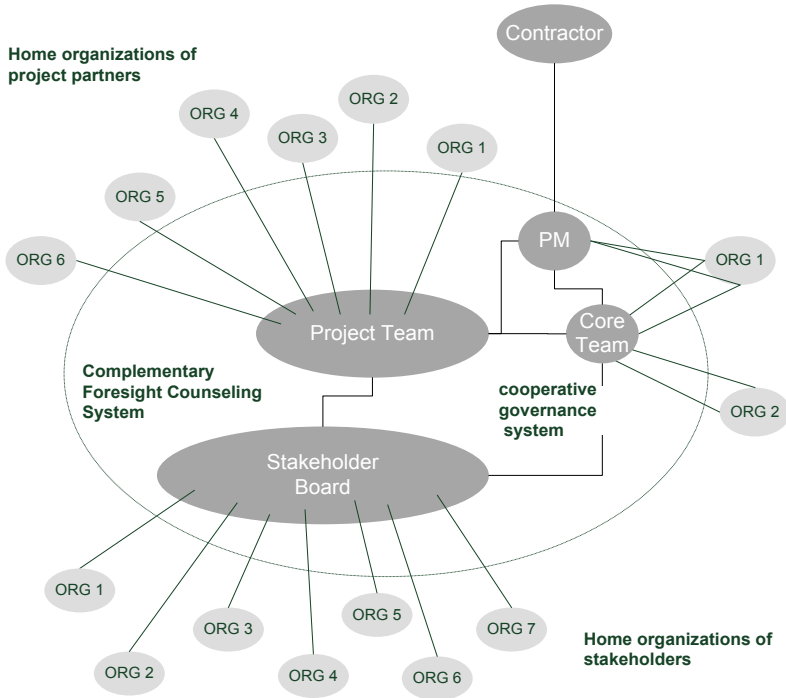 Contractor
Home organizations of
project partners
ORG 2
ORG 4
ORG 3
ORG 1
ORG 5
PM
ORG 6
ORG 1
Project Team
Core
Team
Complementary
Foresight Counseling
System
cooperative
governance
system
ORG 2
Stakeholder
Board
ORG 1
ORG 5
ORG 3
ORG 7
ORG 2
ORG 4
ORG 6
Home organizations of
stakeholders